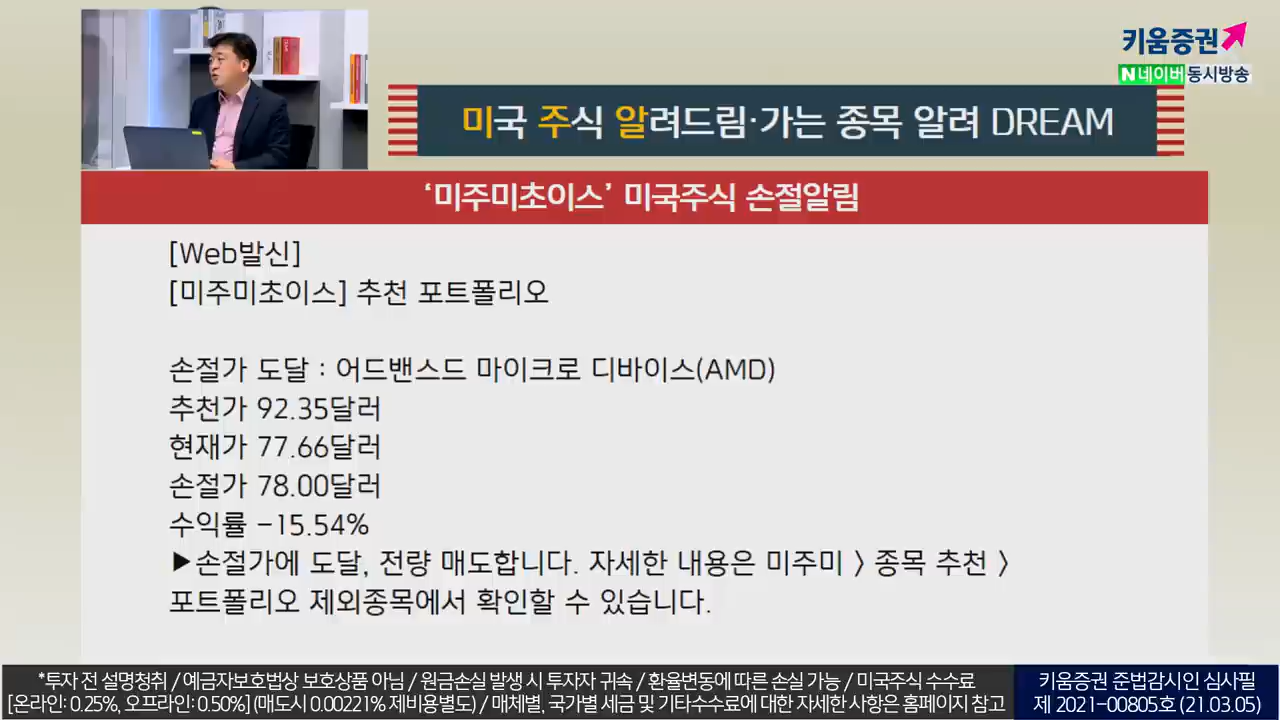 키움증권
N 네이버 동시방송
미국 주식 알려드림·가는 종목 알려 DREAM
‘미주미초이스’ 미국주식 손절알림
[Web발신]
[미주미초이스] 추천 포트폴리오
손절가 도달 : 어드밴스드 마이크로 디바이스(AMD)
추천가 92.35달러
현재가 77.66달러
손절가 78.00달러
수익률 -15.54%
▶손절가에 도달, 전량 매도합니다. 자세한 내용은 미주미 > 종목 추천 >
포트폴리오 제외종목에서 확인할 수 있습니다.
*투자 전 설명청취 / 예금자보호법상 보호상품 아님 / 원금손실 발생 시 투자자 귀속 / 환율변동에 따른 손실 가능 / 미국주식 수수료
[온라인: 0.25%, 오프라인: 0.50%] (매도시 0.00221% 제비용별도) / 매체별, 국가별 세금 및 기타수수료에 대한 자세한 사항은 홈페이지 참고
키움증권 준법감시인 심사필
제 2021-00805호 (21.03.05)